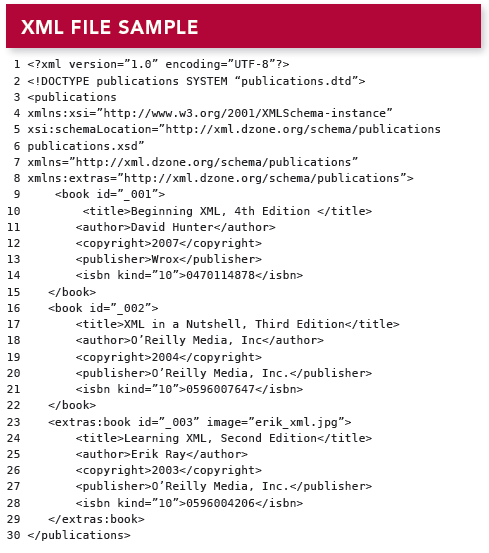 XML FILE SAMPLE
1 <?xml version=”1.0” encoding=”UTF-8”?>
2 <!DOCTYPE publications SYSTEM “publications.dtd”>
3 <publications
4 xmlns:xsi=”http://www.w3.org/2001/XMLSchema-instance”
5 xsi:schemaLocation=”http://xml.dzone.org/schema/publications
6 publications.xsd”
7 xmlns=”http://xml.dzone.org/schema/publications”
8 xmlns:extras=”http://xml.dzone.org/schema/publications”>
9     <book id=”_001”>
10         <title>Beginning XML, 4th Edition </title>
11        <author>David Hunter</author>
12        <copyright>2007</copyright>
13        <publisher>Wrox</publisher>
14        <isbn kind=”10”>0470114878</isbn>
15    </book>
16    <book id=”_002”>
17        <title>XML in a Nutshell, Third Edition</title>
18        <author>O’Reilly Media, Inc</author>
19        <copyright>2004</copyright>
20        <publisher>O’Reilly Media, Inc.</publisher>
21        <isbn kind=”10”>0596007647</isbn>
22    </book>
23    <extras:book id=”_003” image=”erik_xml.jpg”>
24        <title>Learning XML, Second Edition</title>
25        <author>Erik Ray</author>
26        <copyright>2003</copyright>
27        <publisher>O’Reilly Media, Inc.</publisher>
28        <isbn kind=”10”>0596004206</isbn>
29    </extras:book>
30 </publications>